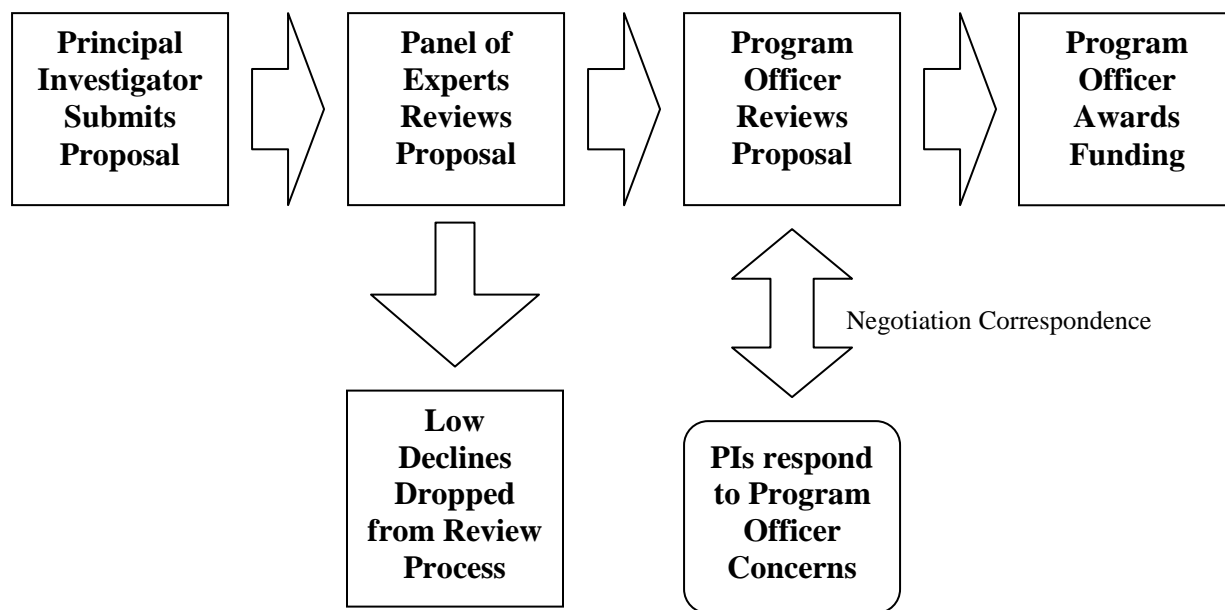 Principal
Investigator
Submits
Proposal
Panel of
Experts
Reviews
Proposal
Program
Officer
Reviews
Proposal
Program
Officer
Awards
Funding
Negotiation Correspondence
Low
Declines
Dropped
from Review
Process
PIs respond
to Program
Officer
Concerns